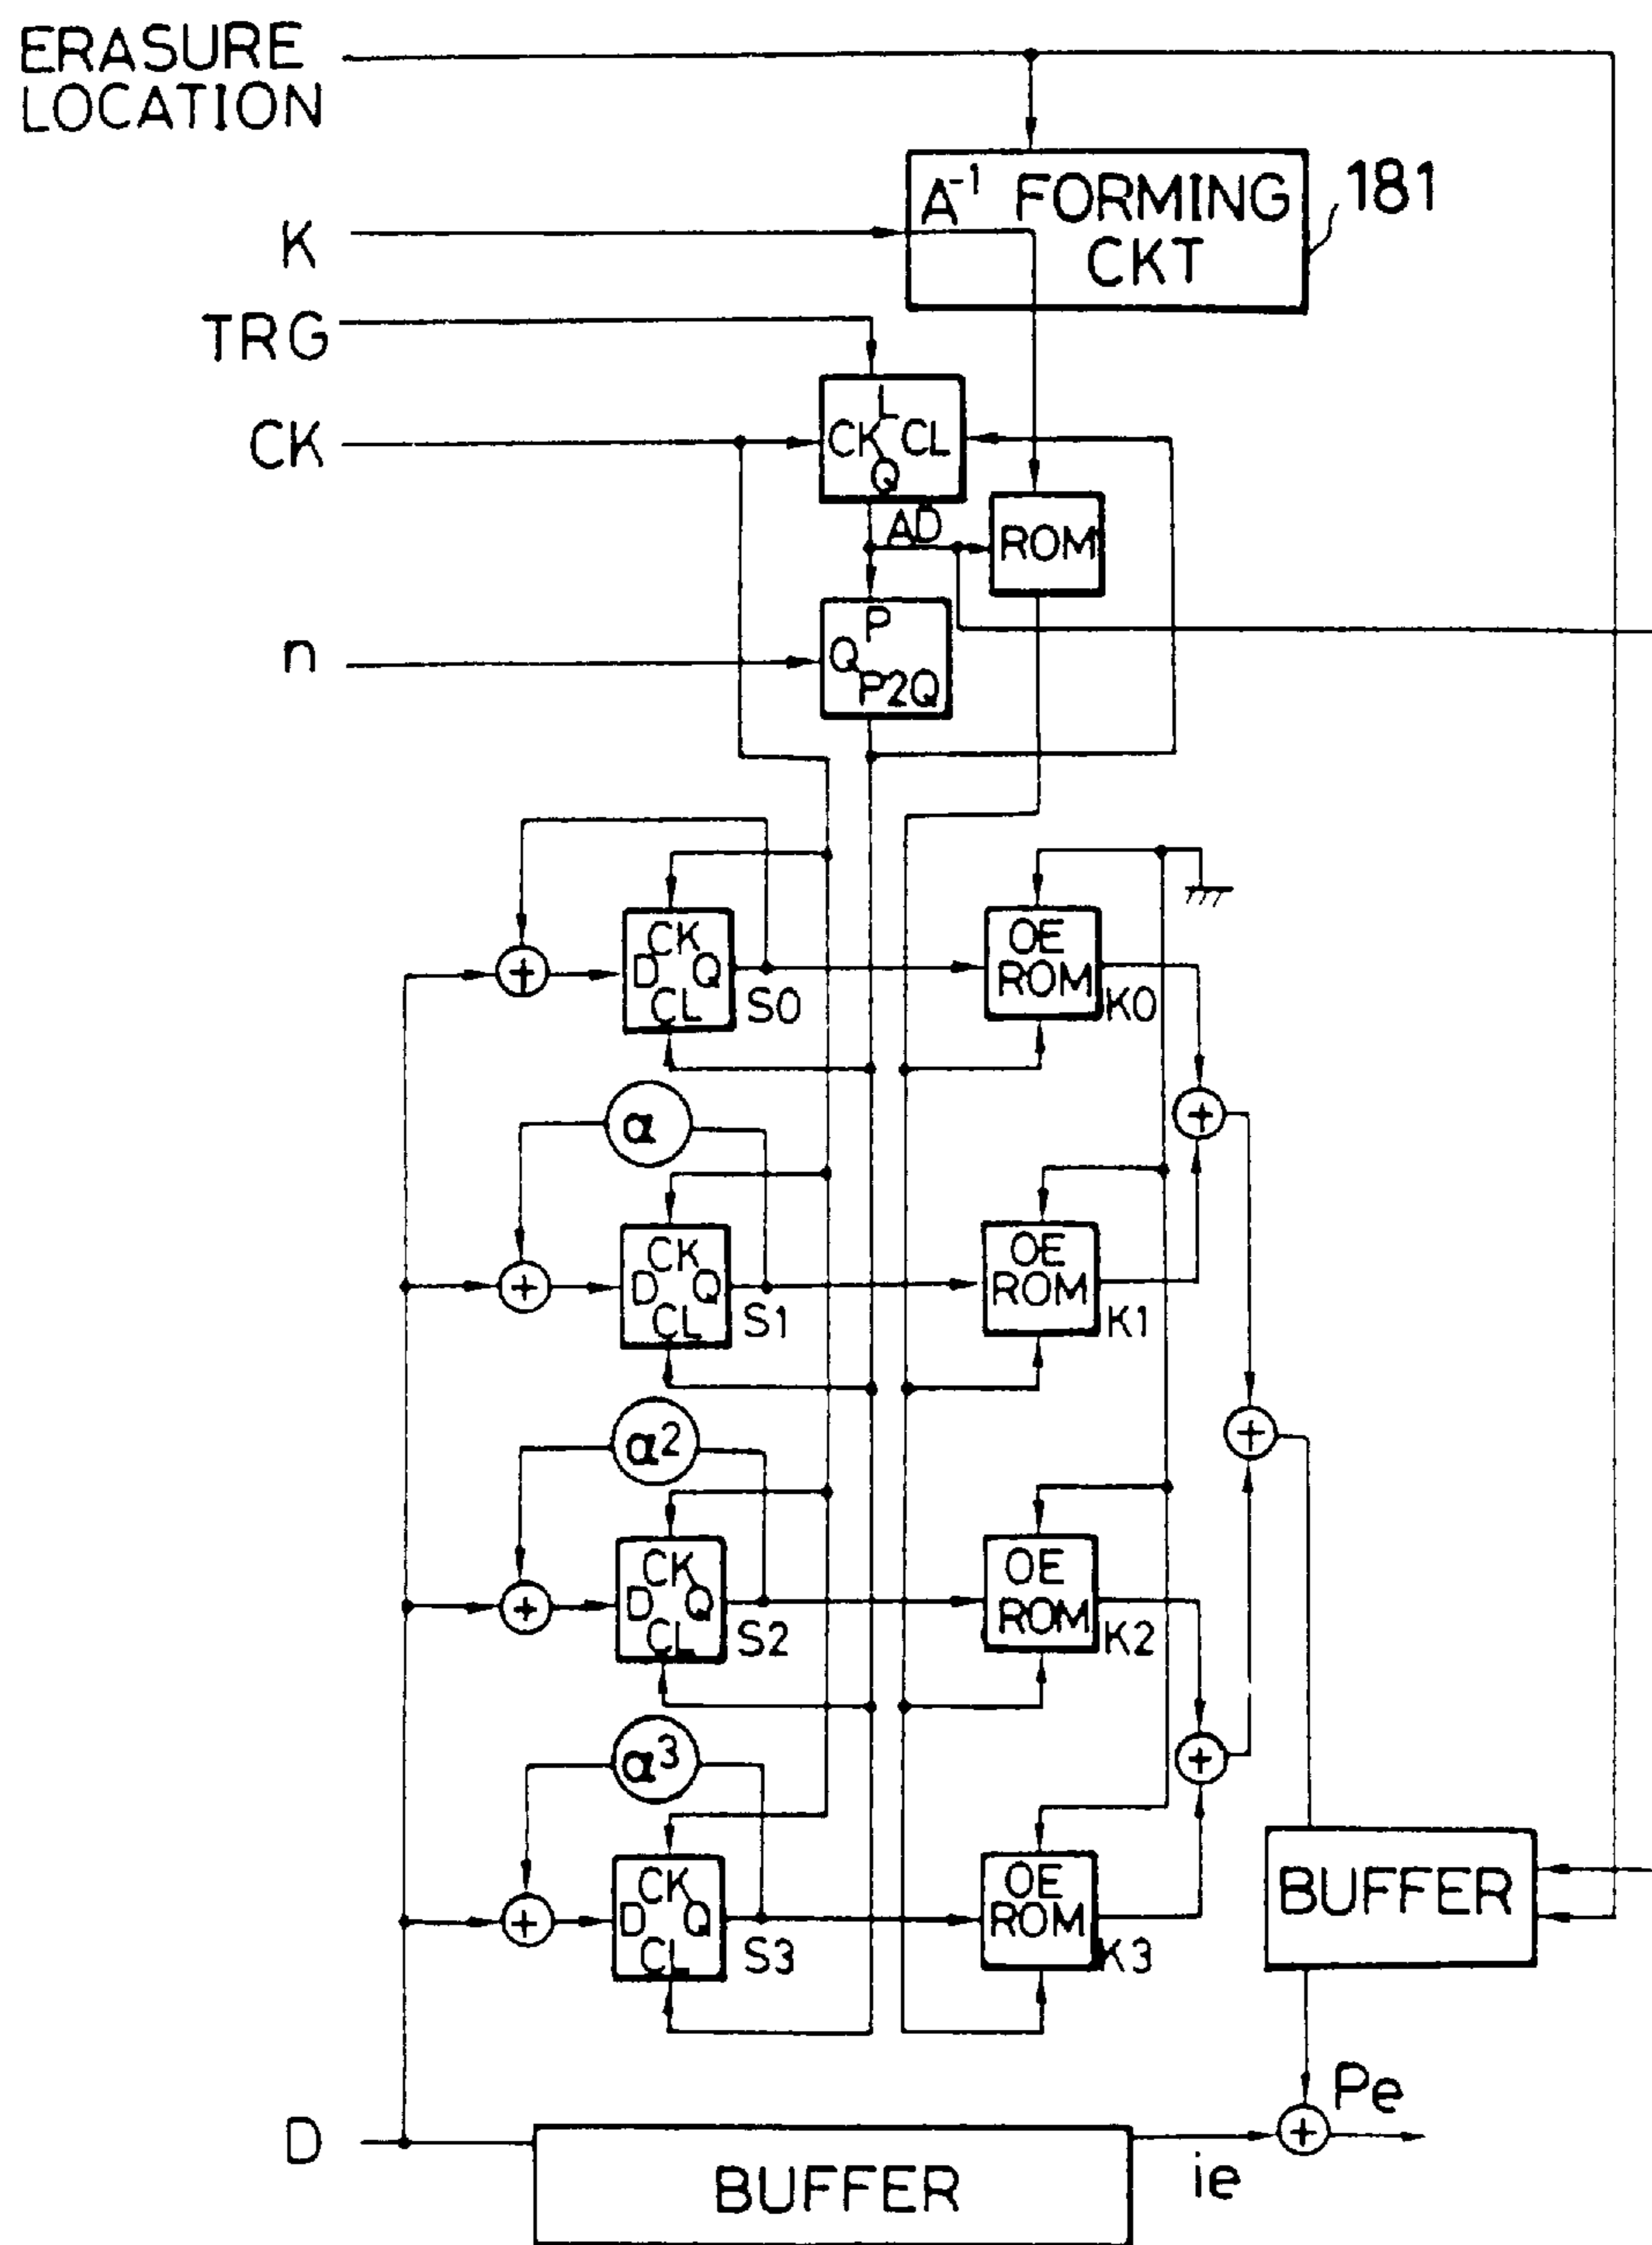 ERASURE
LOCATION
A⁻¹ FORMING
CKT
181
K
TRG
CK
L
CK CL
Q
AD
ROM
n
P
Q
P2Q
CK
D Q
CL
S0
OE
ROM
K0
α
CK
D Q
CL
S1
OE
ROM
K1
α2
CK
D Q
CL
S2
OE
ROM
K2
α3
CK
D Q
CL
S3
OE
ROM
K3
BUFFER
Pe
D
BUFFER
ie